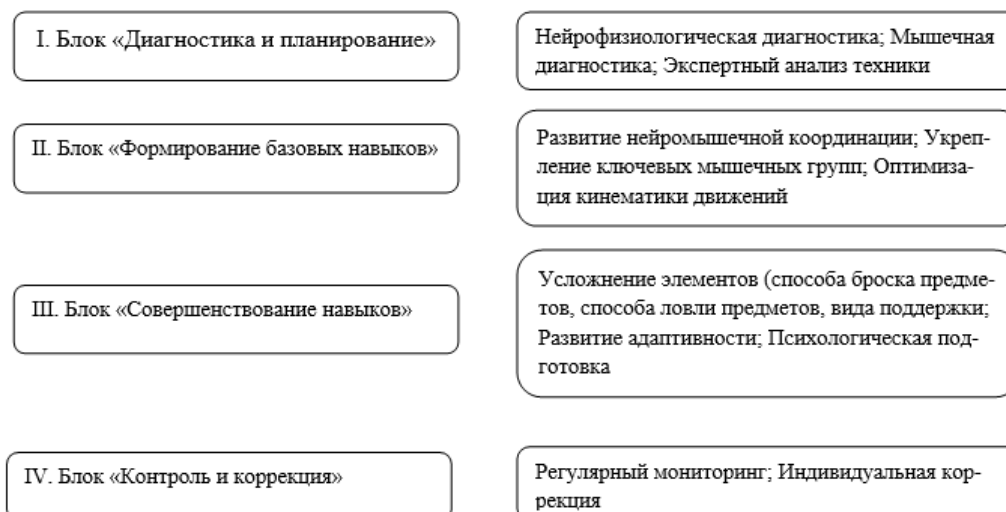 I. Блок «Диагностика и планирование»
Нейрофизиологическая диагностика; Мышечная
диагностика; Экспертный анализ техники
II. Блок «Формирование базовых навыков»
Развитие нейромышечной координации; Укреп-
ление ключевых мышечных групп; Оптимиза-
ция кинематики движений
III. Блок «Совершенствование навыков»
Усложнение элементов (способа броска предме-
тов, способа ловли предметов, вида поддержки;
Развитие адаптивности; Психологическая под-
готовка
IV. Блок «Контроль и коррекция»
Регулярный мониторинг; Индивидуальная кор-
рекция